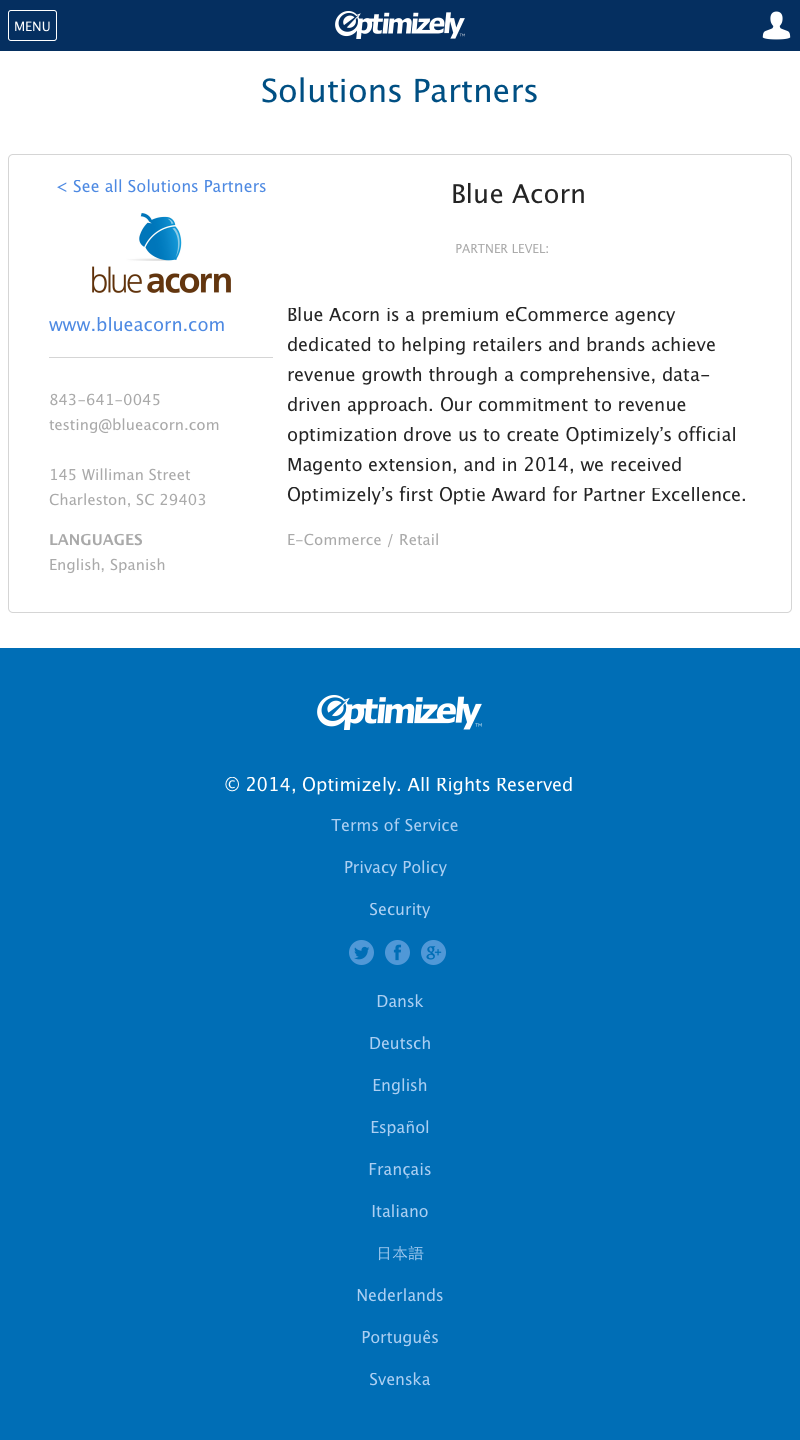 MENU
Optimizely™
Solutions Partners
< See all Solutions Partners
blue acorn
www.blueacorn.com
843-641-0045
testing@blueacorn.com
145 Williman Street
Charleston, SC 29403
LANGUAGES
English, Spanish
Blue Acorn
PARTNER LEVEL:
Blue Acorn is a premium eCommerce agency
dedicated to helping retailers and brands achieve
revenue growth through a comprehensive, data-
driven approach. Our commitment to revenue
optimization drove us to create Optimizely’s official
Magento extension, and in 2014, we received
Optimizely’s first Optie Award for Partner Excellence.
E-Commerce / Retail
Optimizely™
© 2014, Optimizely. All Rights Reserved
Terms of Service
Privacy Policy
Security
Dansk
Deutsch
English
Español
Français
Italiano
日本語
Nederlands
Português
Svenska